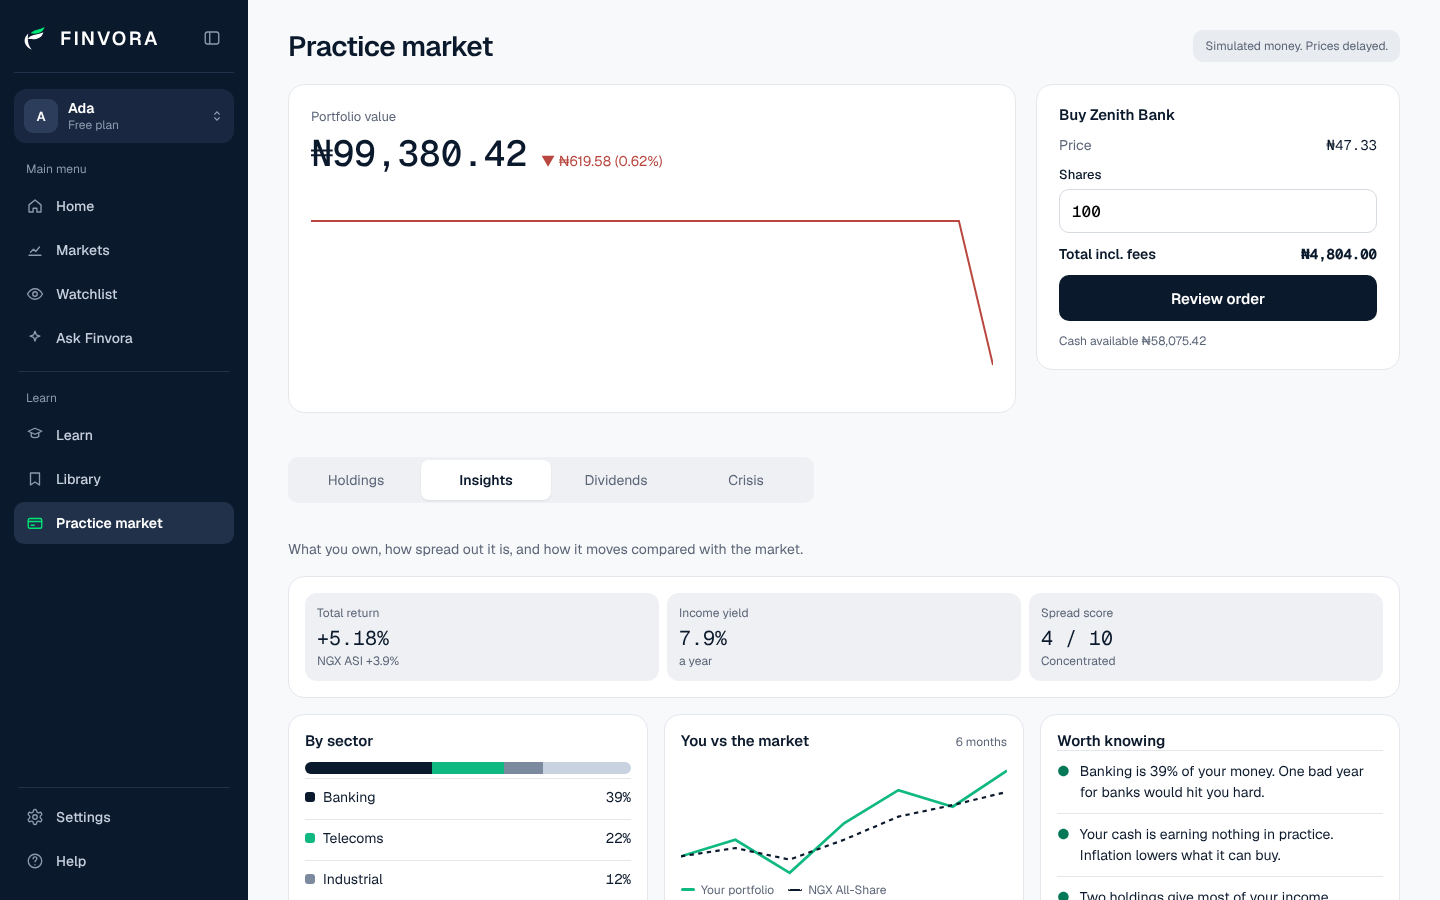 FINVORA
A
Ada
Free plan
Main menu
Home
Markets
Watchlist
Ask Finvora
Learn
Learn
Library
Practice market
Settings
Help
Practice market
Simulated money. Prices delayed.
Portfolio value
₦99,380.42 ▼ ₦619.58 (0.62%)
Buy Zenith Bank
Price ₦47.33
Shares
100
Total incl. fees ₦4,804.00
Review order
Cash available ₦58,075.42
Holdings Insights Dividends Crisis
What you own, how spread out it is, and how it moves compared with the market.
Total return
+5.18%
NGX ASI +3.9%
Income yield
7.9%
a year
Spread score
4 / 10
Concentrated
By sector
Banking 39%
Telecoms 22%
Industrial 12%
You vs the market 6 months
Your portfolio NGX All-Share
Worth knowing
Banking is 39% of your money. One bad year
for banks would hit you hard.
Your cash is earning nothing in practice.
Inflation lowers what it can buy.
Two holdings give most of your income.